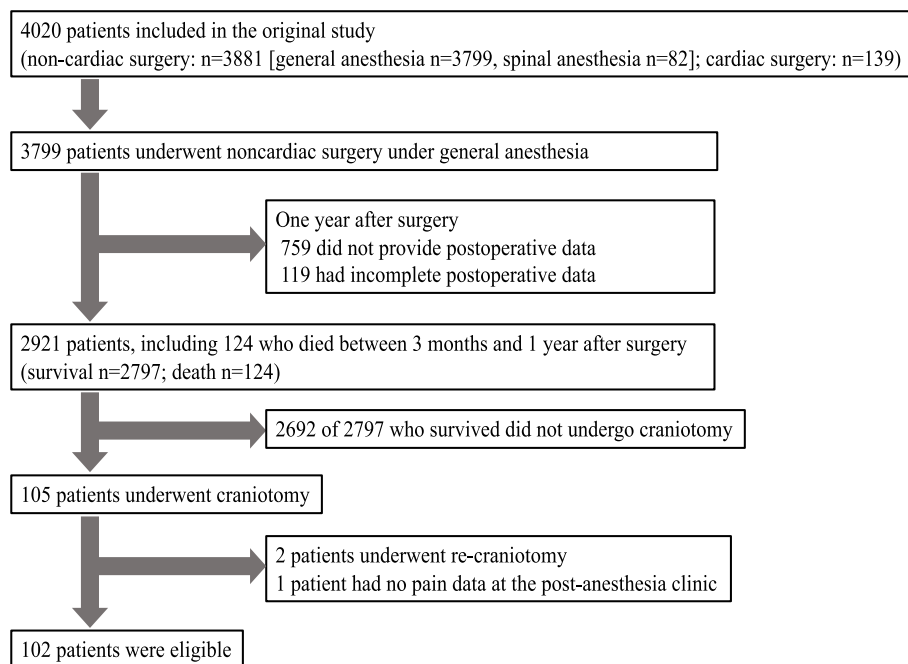 4020 patients included in the original study
(non-cardiac surgery: n=3881 [general anesthesia n=3799, spinal anesthesia n=82]; cardiac surgery: n=139)
3799 patients underwent noncardiac surgery under general anesthesia
One year after surgery
759 did not provide postoperative data
119 had incomplete postoperative data
2921 patients, including 124 who died between 3 months and 1 year after surgery
(survival n=2797; death n=124)
2692 of 2797 who survived did not undergo craniotomy
105 patients underwent craniotomy
2 patients underwent re-craniotomy
1 patient had no pain data at the post-anesthesia clinic
102 patients were eligible